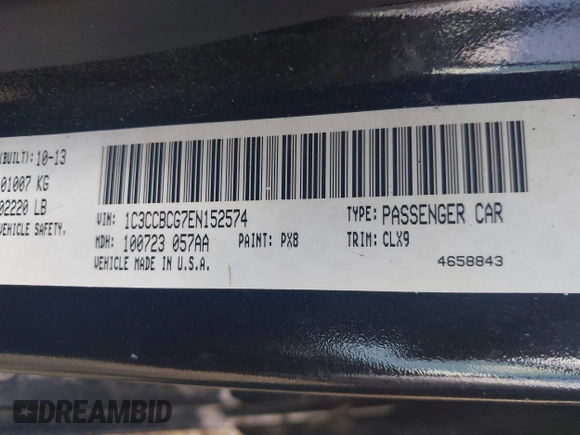 (BUILT): 10-13
01007 KG
02220 LB
VEHICLE SAFETY.
VIN: 1C3CCBCG7EN152574
TYPE: PASSENGER CAR
MDH: 100723 057AA
PAINT: PX8
TRIM: CLX9
VEHICLE MADE IN U.S.A.
4658843
DREAMBID